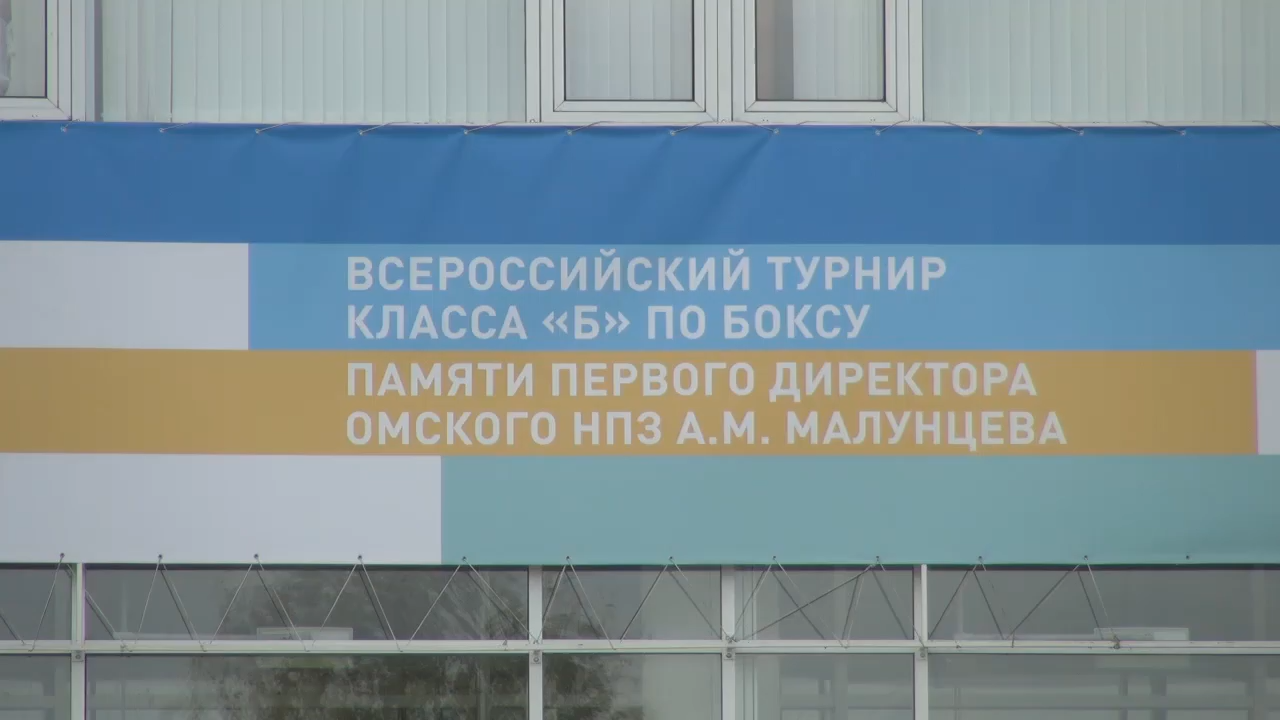 ВСЕРОССИЙСКИЙ ТУРНИР
КЛАССА «Б» ПО БОКСУ
ПАМЯТИ ПЕРВОГО ДИРЕКТОРА
ОМСКОГО НПЗ А.М. МАЛУНЦЕВА